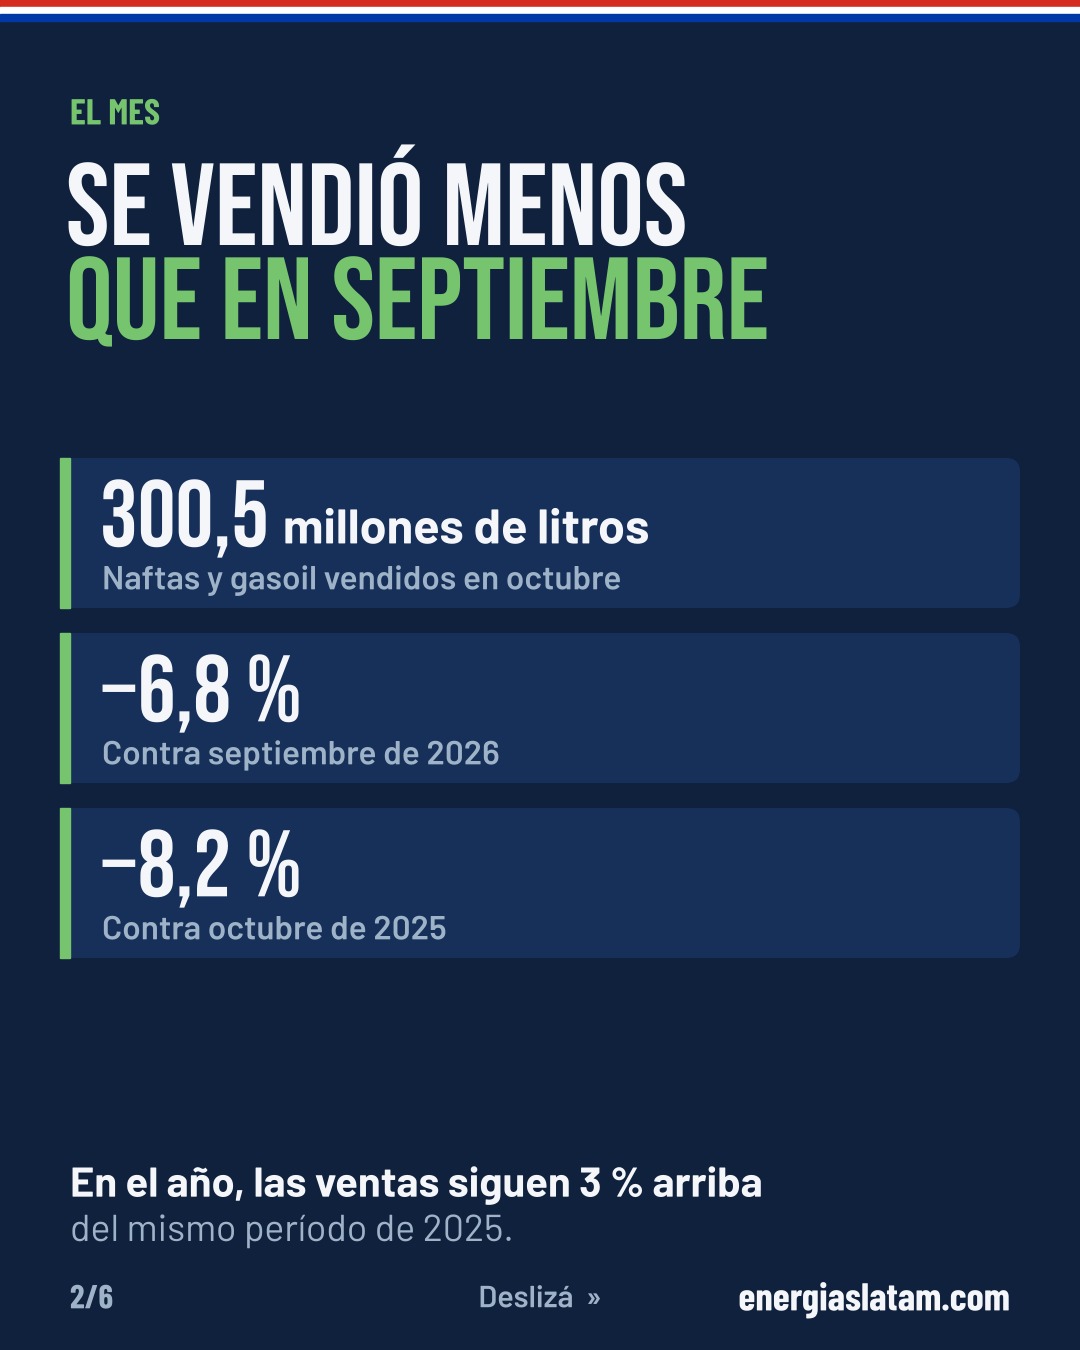 EL MES
SE VENDIÓ MENOS
QUE EN SEPTIEMBRE
300,5 millones de litros
Naftas y gasoil vendidos en octubre
−6,8 %
Contra septiembre de 2026
−8,2 %
Contra octubre de 2025
En el año, las ventas siguen 3 % arriba
del mismo período de 2025.
2/6
Deslizá »
energiaslatam.com